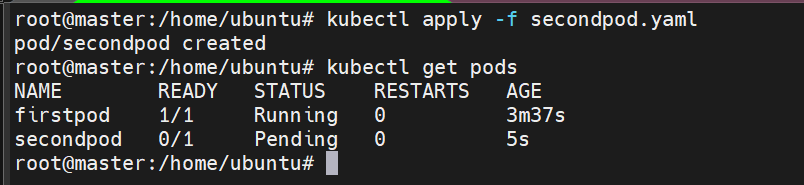 root@master:/home/ubuntu# kubectl apply -f secondpod.yaml
pod/secondpod created
root@master:/home/ubuntu# kubectl get pods
NAME        READY   STATUS    RESTARTS   AGE
firstpod    1/1     Running   0          3m37s
secondpod   0/1     Pending   0          5s
root@master:/home/ubuntu#